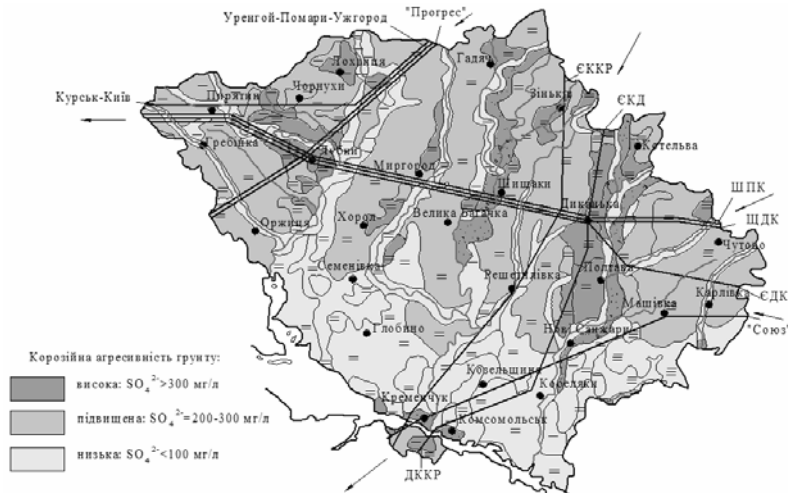 "Прогрес"
Уренгой-Помари-Ужгород
Гадяч
ЄККР
Лохвиця
Зіньків
Чорнухи
Курськ-Київ
Пирятин
ЄКД
Гребінка
Лубни
Котельва
Миргород
Шишаки
ШПК
Диканька
ЩДК
Оржиця
Хорол
Велика Багачка
Чутово
Семенівка
Решетилівка
Полтава
Карлівка
ЄДК
Машівка
"Союз"
Глобино
Нові Санжари
Корозійна агресивність грунту:
висока: SO₄²⁻>300 мг/л
Козельщина
Кобеляки
Кременчук
підвишена: SO₄²⁻=200-300 мг/л
Комсомольськ
низька: SO₄²⁻<100 мг/л
ДККР